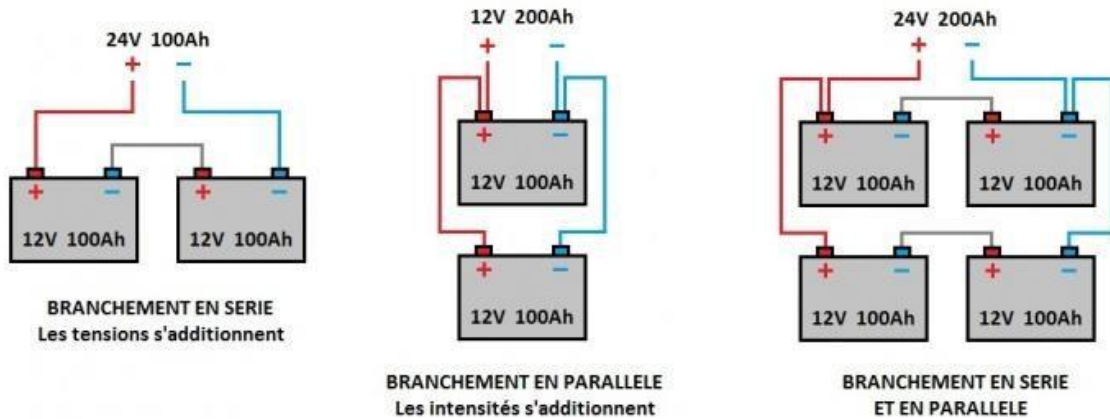 24V 100Ah
+ −
+ − + −
12V 100Ah 12V 100Ah
BRANCHEMENT EN SERIE
Les tensions s'additionnent
12V 200Ah
+ −
+ −
12V 100Ah
+ −
12V 100Ah
BRANCHEMENT EN PARALLELE
Les intensités s'additionnent
24V 200Ah
+ −
+ − + −
12V 100Ah 12V 100Ah
+ − + −
12V 100Ah 12V 100Ah
BRANCHEMENT EN SERIE
ET EN PARALLELE